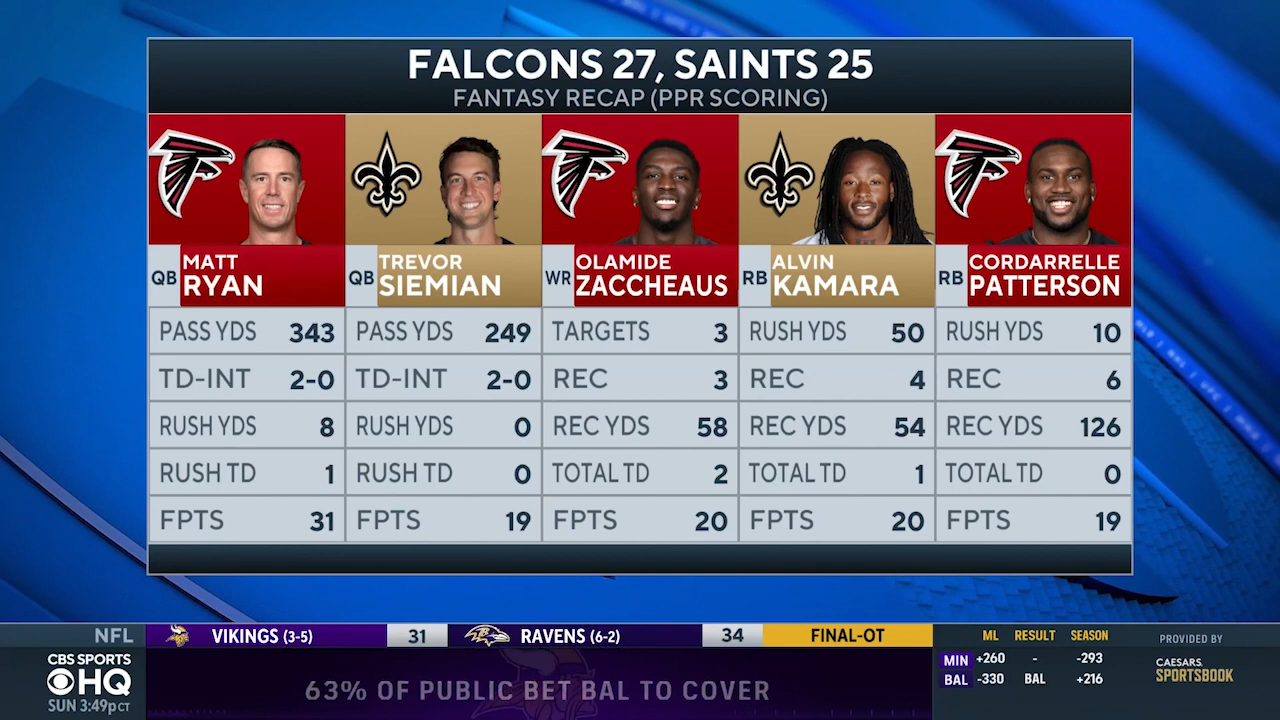 FALCONS 27, SAINTS 25
FANTASY RECAP (PPR SCORING)
QB MATT RYAN
PASS YDS 343
TD-INT 2-0
RUSH YDS 8
RUSH TD 1
FPTS 31
QB TREVOR SIEMIAN
PASS YDS 249
TD-INT 2-0
RUSH YDS 0
RUSH TD 0
FPTS 19
WR OLAMIDE ZACCHEAUS
TARGETS 3
REC 3
REC YDS 58
TOTAL TD 2
FPTS 20
RB ALVIN KAMARA
RUSH YDS 50
REC 4
REC YDS 54
TOTAL TD 1
FPTS 20
RB CORDARRELLE PATTERSON
RUSH YDS 10
REC 6
REC YDS 126
TOTAL TD 0
FPTS 19
NFL
VIKINGS (3-5) 31 RAVENS (6-2) 34 FINAL-OT
CBS SPORTS
HQ
SUN 3:49PCT
63% OF PUBLIC BET BAL TO COVER
ML RESULT SEASON
MIN +260 - -293
BAL -330 BAL +216
PROVIDED BY
CAESARS
SPORTSBOOK